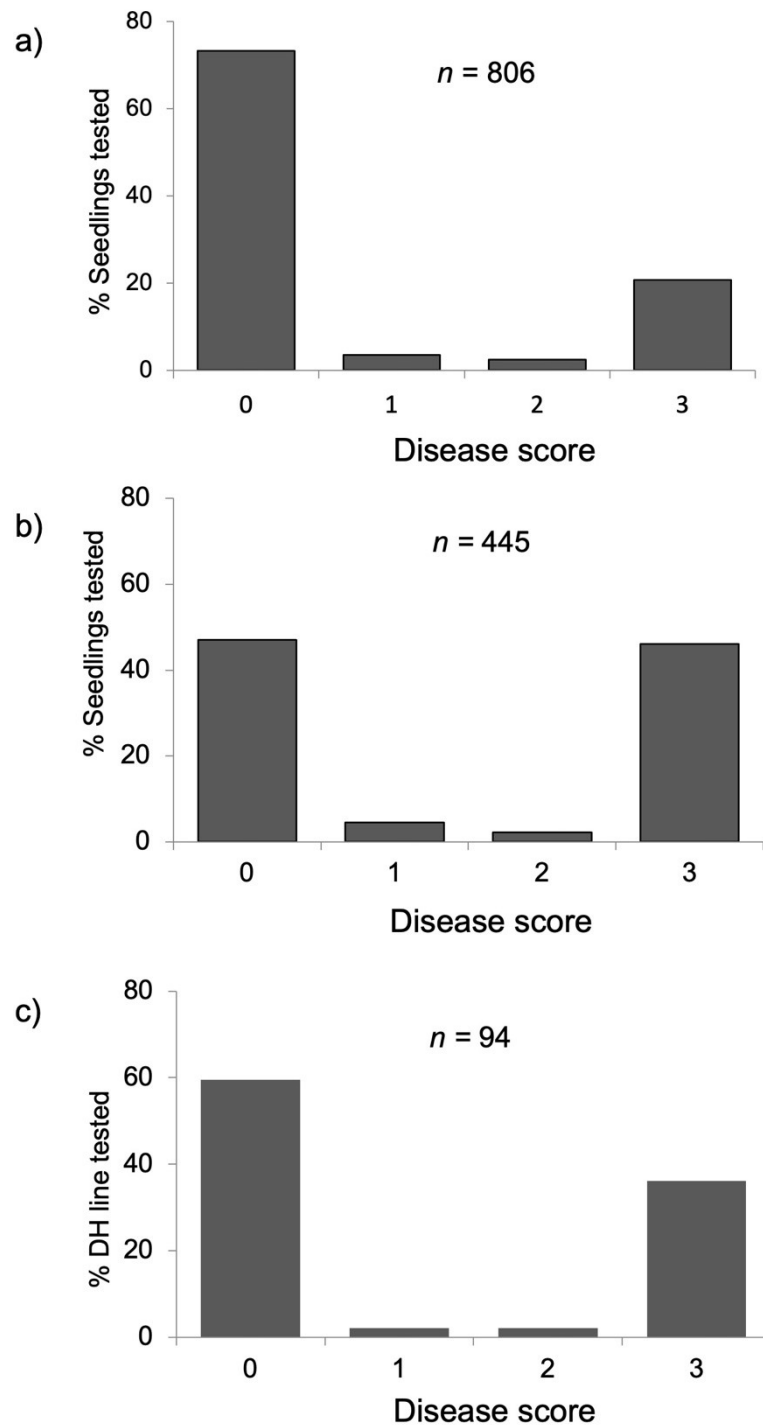 a)
n = 806
% Seedlings tested
80
60
40
20
0
0 1 2 3
Disease score
b)
n = 445
% Seedlings tested
80
60
40
20
0
0 1 2 3
Disease score
c)
n = 94
% DH line tested
80
60
40
20
0
0 1 2 3
Disease score